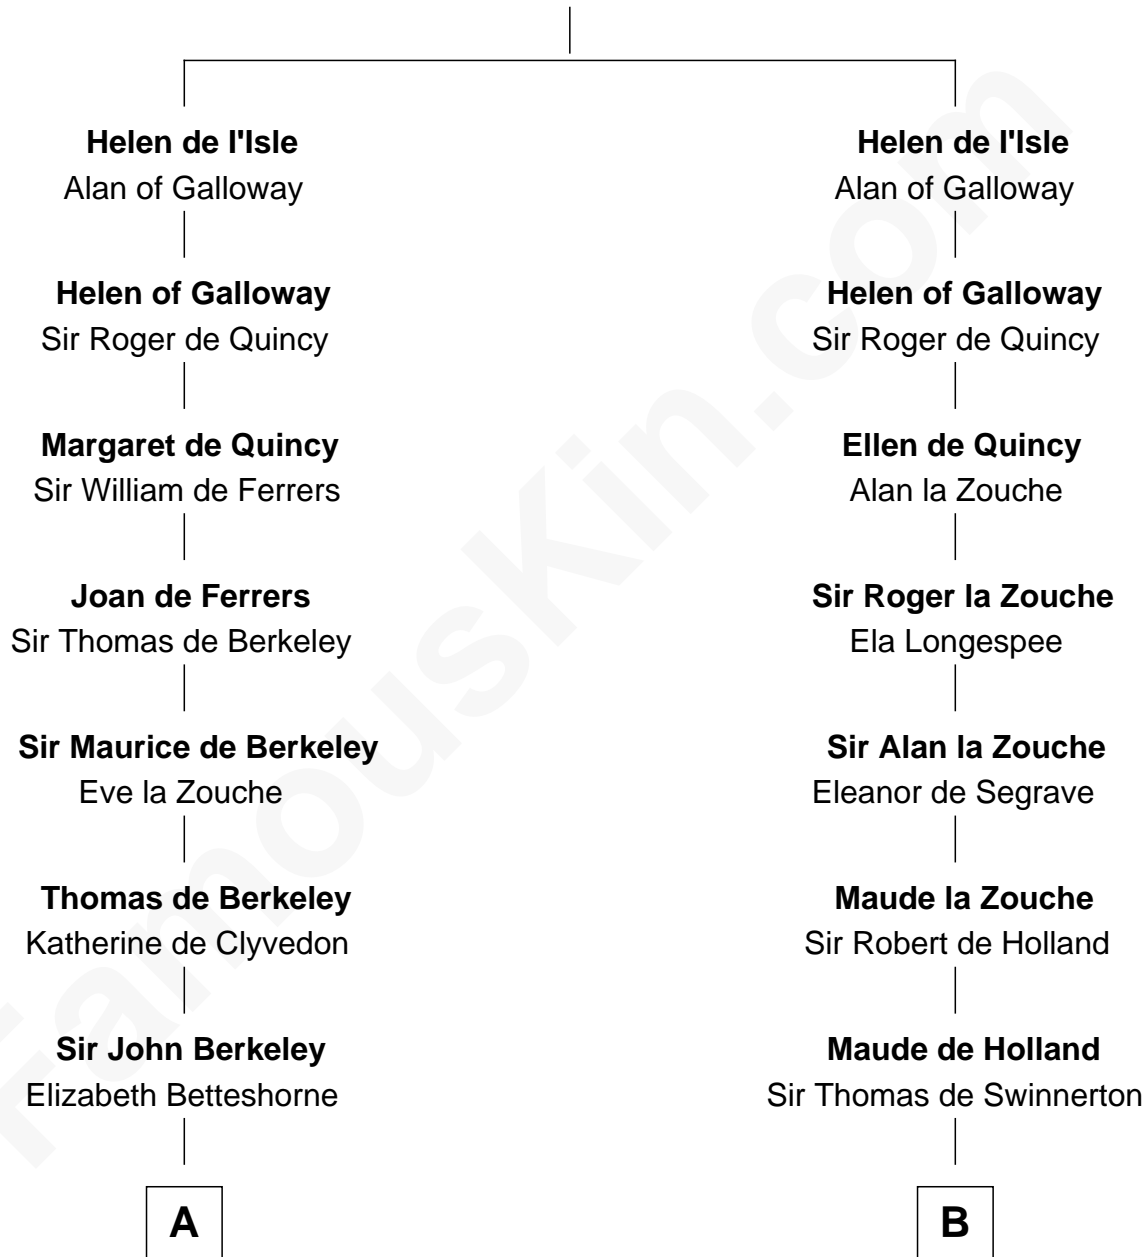 Helen de l'Isle
Alan of Galloway
Helen of Galloway
Sir Roger de Quincy
Margaret de Quincy
Sir William de Ferrers
Joan de Ferrers
Sir Thomas de Berkeley
Sir Maurice de Berkeley
Eve la Zouche
Thomas de Berkeley
Katherine de Clyvedon
Sir John Berkeley
Elizabeth Betteshorne
A
Helen de l'Isle
Alan of Galloway
Helen of Galloway
Sir Roger de Quincy
Ellen de Quincy
Alan la Zouche
Sir Roger la Zouche
Ela Longespee
Sir Alan la Zouche
Eleanor de Segrave
Maude la Zouche
Sir Robert de Holland
Maude de Holland
Sir Thomas de Swinnerton
B
FamousKin.com